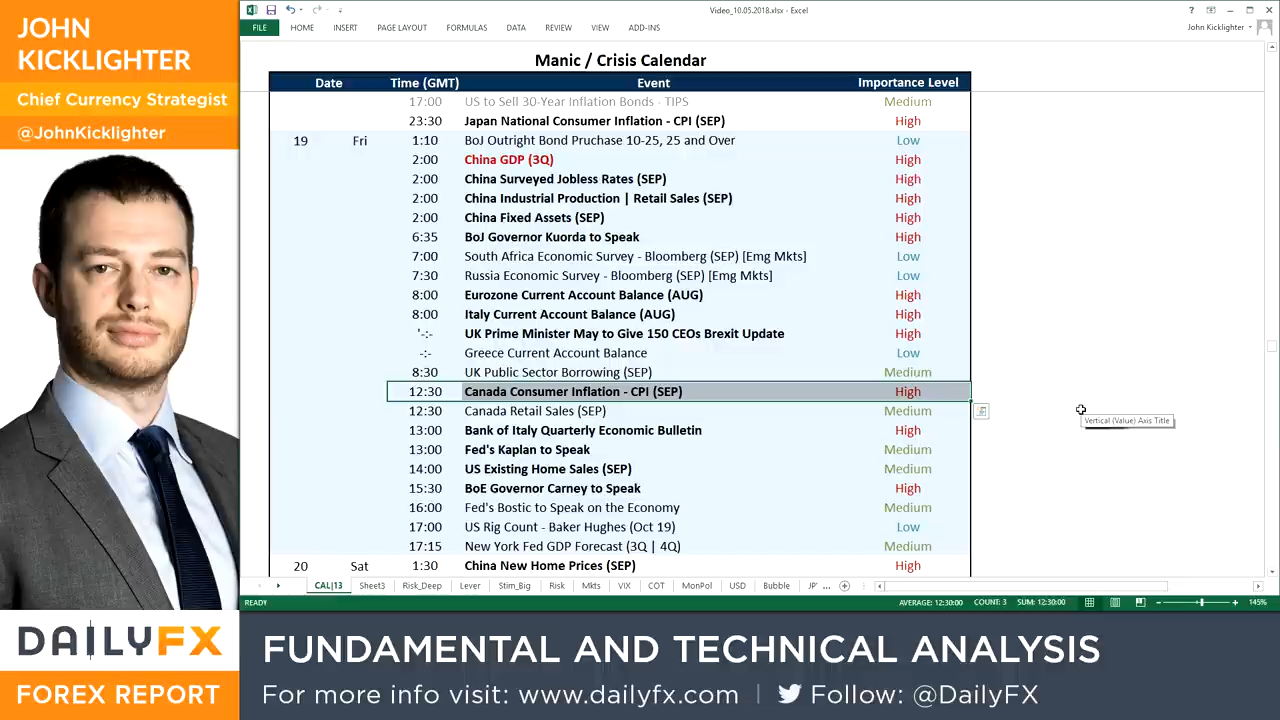 JOHN
KICKLIGHTER
Chief Currency Strategist
@JohnKicklighter
DAILYFX
FOREX REPORT
Video_10.05.2018.xlsx - Excel
FILE HOME INSERT PAGE LAYOUT FORMULAS DATA REVIEW VIEW ADD-INS
John Kicklighter
Manic / Crisis Calendar
Date Time (GMT) Event Importance Level
17:00 US to Sell 30-Year Inflation Bonds - TIPS Medium
23:30 Japan National Consumer Inflation - CPI (SEP) High
19 Fri 1:10 BoJ Outright Bond Pruchase 10-25, 25 and Over Low
2:00 China GDP (3Q) High
2:00 China Surveyed Jobless Rates (SEP) High
2:00 China Industrial Production | Retail Sales (SEP) High
2:00 China Fixed Assets (SEP) High
6:35 BoJ Governor Kuorda to Speak High
7:00 South Africa Economic Survey - Bloomberg (SEP) [Emg Mkts] Low
7:30 Russia Economic Survey - Bloomberg (SEP) [Emg Mkts] Low
8:00 Eurozone Current Account Balance (AUG) High
8:00 Italy Current Account Balance (AUG) High
'-:- UK Prime Minister May to Give 150 CEOs Brexit Update High
-:- Greece Current Account Balance Low
8:30 UK Public Sector Borrowing (SEP) Medium
12:30 Canada Consumer Inflation - CPI (SEP) High
12:30 Canada Retail Sales (SEP) Medium
13:00 Bank of Italy Quarterly Economic Bulletin High
13:00 Fed's Kaplan to Speak Medium
14:00 US Existing Home Sales (SEP) Medium
15:30 BoE Governor Carney to Speak High
16:00 Fed's Bostic to Speak on the Economy Medium
17:00 US Rig Count - Baker Hughes (Oct 19) Low
17:15 New York Fed GDP Forecast (3Q | 4Q) Medium
20 Sat 1:30 China New Home Prices (SEP) High
Vertical (Value) Axis Title
CAL|13 Sheet3 Risk_Deep Lever Stim_Big Risk Mkts VIX COT MonPol USD Bubble JP' ...
READY AVERAGE: 12:30:00 COUNT: 3 SUM: 12:30:00 145%
FUNDAMENTAL AND TECHNICAL ANALYSIS
For more info visit: www.dailyfx.com | Follow: @DailyFX